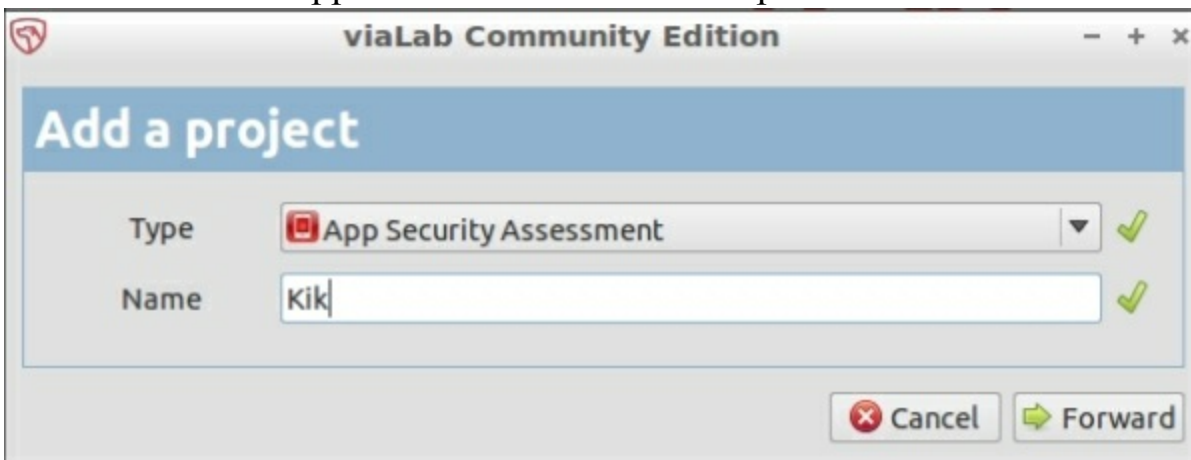 viaLab Community Edition
Add a project
Type App Security Assessment
Name Kik
Cancel Forward